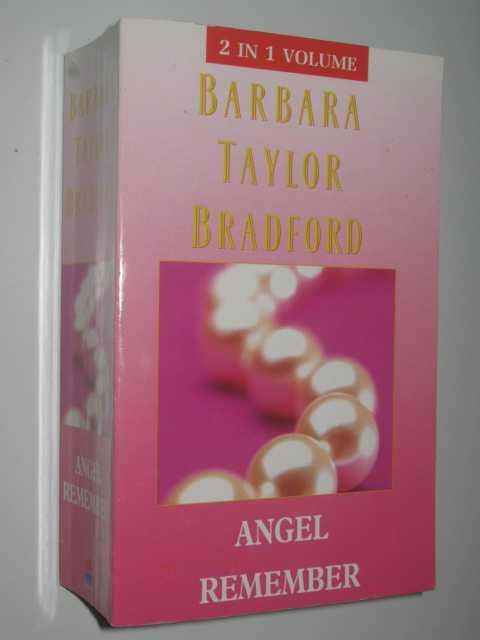 2 IN 1 VOLUME
BARBARA
TAYLOR
BRADFORD
ANGEL
REMEMBER
BARBARA
TAYLOR
BRADFORD
ANGEL
REMEMBER